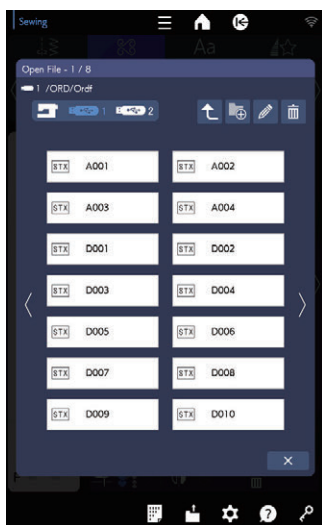 Sewing
Aa
Open File - 1 / 8
1 /ORD/Ordf
1 2
STX A001 STX A002
STX A003 STX A004
STX D001 STX D002
STX D003 STX D004
STX D005 STX D006
STX D007 STX D008
STX D009 STX D010